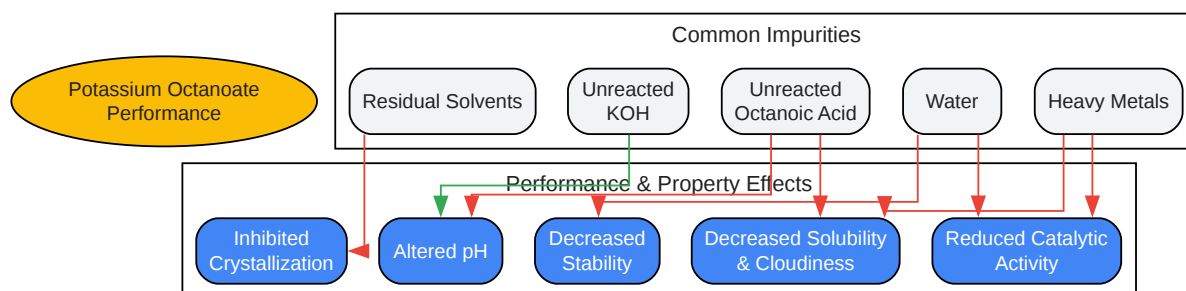 Common Impurities
Potassium Octanoate
Performance
Residual Solvents
Unreacted
KOH
Unreacted
Octanoic Acid
Water
Heavy Metals
Performance & Property Effects
Inhibited
Crystallization
Altered pH
Decreased
Stability
Decreased Solubility
& Cloudiness
Reduced Catalytic
Activity